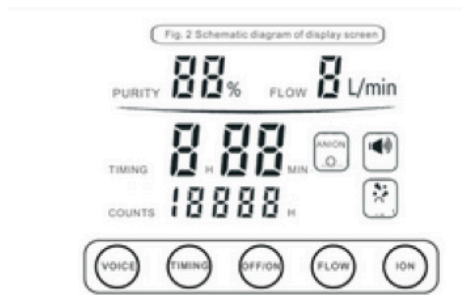 Fig. 2 Schematic diagram of display screen
PURITY 88% FLOW 8 L/min
TIMING 8 H 88 MIN ANION
COUNTS 18888 H
VOICE TIMING OFF/ON FLOW ION